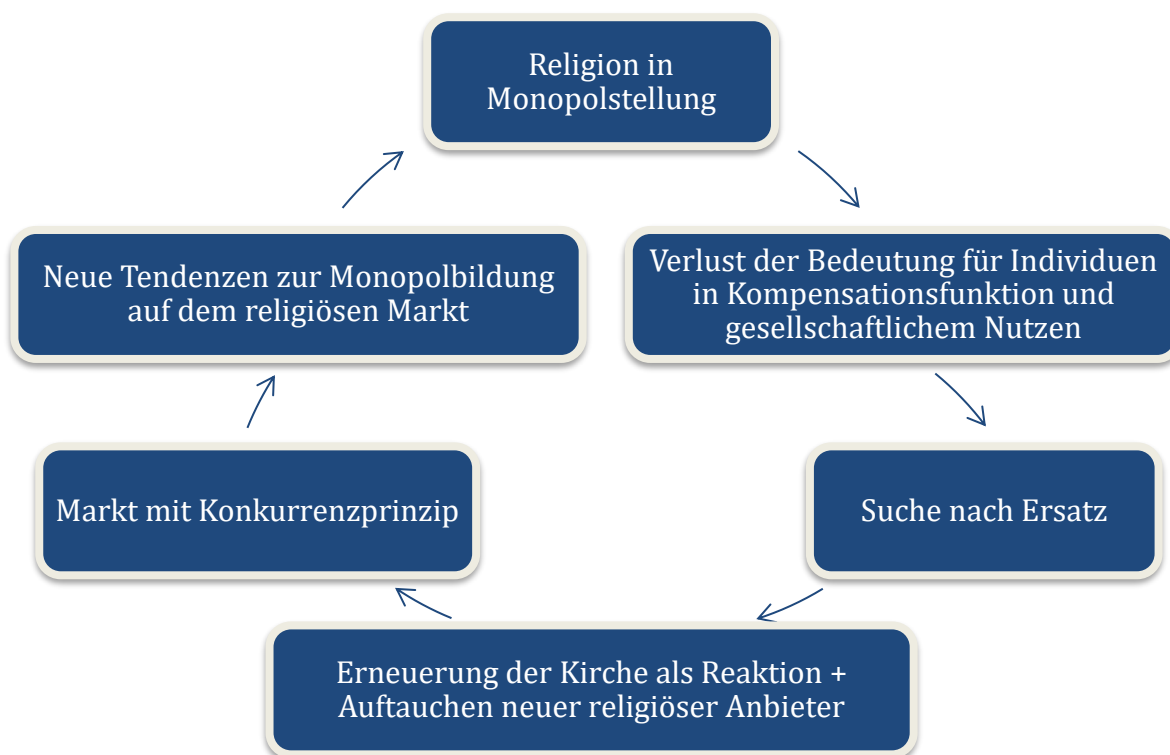 Religion in
Monopolstellung
Verlust der Bedeutung für Individuen
in Kompensationsfunktion und
gesellschaftlichem Nutzen
Suche nach Ersatz
Erneuerung der Kirche als Reaktion +
Auftauchen neuer religiöser Anbieter
Markt mit Konkurrenzprinzip
Neue Tendenzen zur Monopolbildung
auf dem religiösen Markt